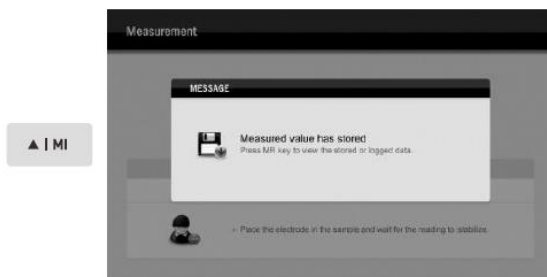 Measurement
MESSAGE
▲ | MI
Measured value has stored
Press MR key to view the stored or logged data.
- Place the electrode in the sample and wait for the reading to stabilize.